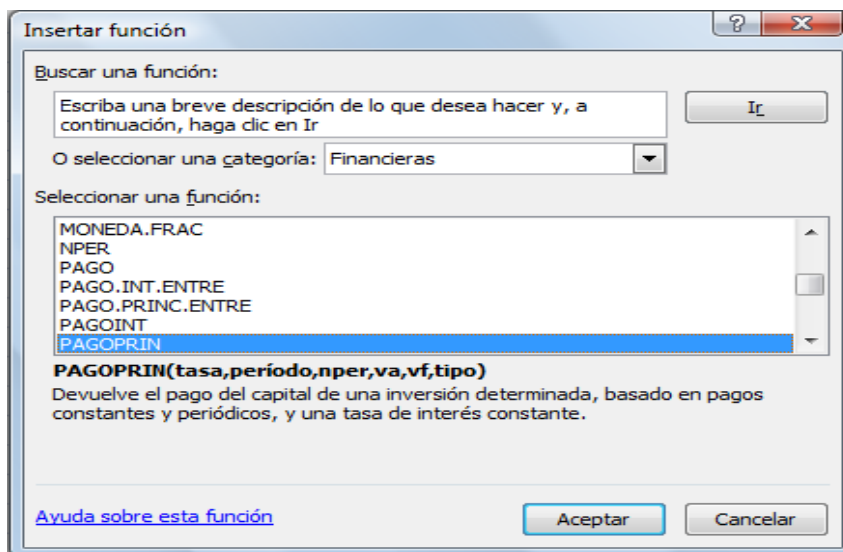 Insertar función
Buscar una función:
Escriba una breve descripción de lo que desea hacer y, a
continuación, haga clic en Ir
Ir
O seleccionar una categoría: Financieras
Seleccionar una función:
MONEDA.FRAC
NPER
PAGO
PAGO.INT.ENTRE
PAGO.PRINC.ENTRE
PAGOINT
PAGOPRIN
PAGOPRIN(tasa,período,nper,va,vf,tipo)
Devuelve el pago del capital de una inversión determinada, basado en pagos
constantes y periódicos, y una tasa de interés constante.
Ayuda sobre esta función
Aceptar
Cancelar